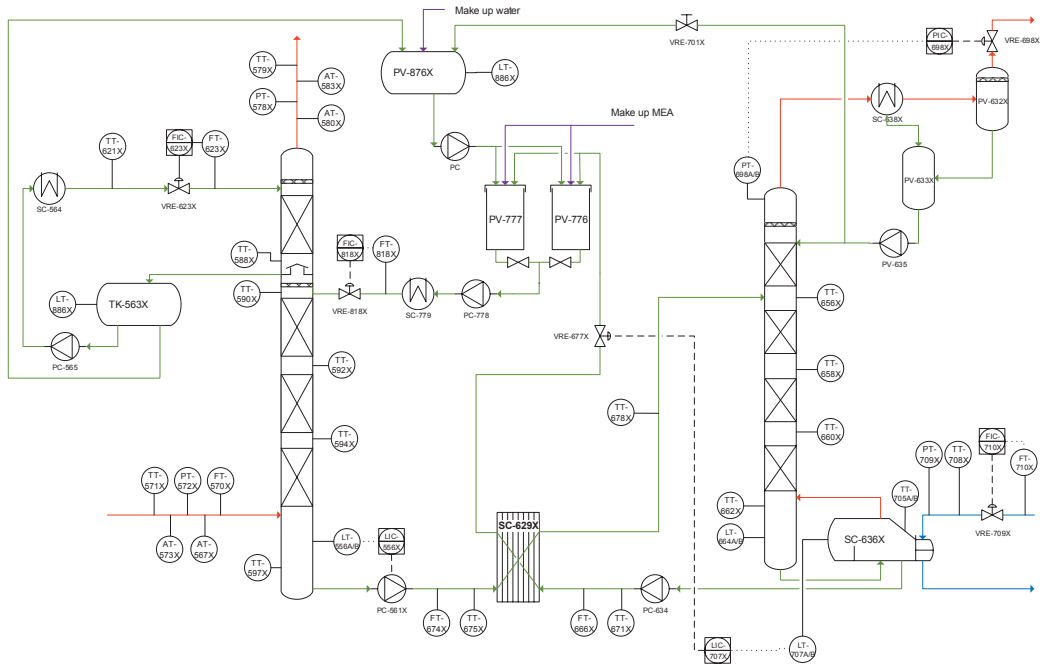 Make up water
VRE-701X
PIC-
698X
VRE-698X
TT-
579X
AT-
583X
PV-876X
LT-
886X
PT-
578X
AT-
580X
PV-632X
SC-638X
Make up MEA
TT-
621X
FIC-
623X
FT-
623X
PC
PT-
698A/B
PV-633X
SC-564
VRE-623X
PV-777
PV-776
TT-
588X
FIC-
818X
FT-
818X
PV-635
LT-
886X
TK-563X
TT-
590X
VRE-818X
SC-779
PC-778
TT-
656X
VRE-677X
PC-565
TT-
592X
TT-
658X
TT-
678X
TT-
594X
TT-
660X
PT-
709X
TT-
708X
FIC-
710X
FT-
710X
TT-
571X
PT-
572X
FT-
570X
TT-
705A/B
AT-
573X
AT-
567X
SC-629X
TT-
662X
VRE-709X
LT-
556A/B
LIC-
556X
LT-
664A/B
SC-636X
TT-
597X
PC-561X
PC-634
FT-
674X
TT-
675X
FT-
666X
TT-
671X
LIC-
707X
LT-
707A/B